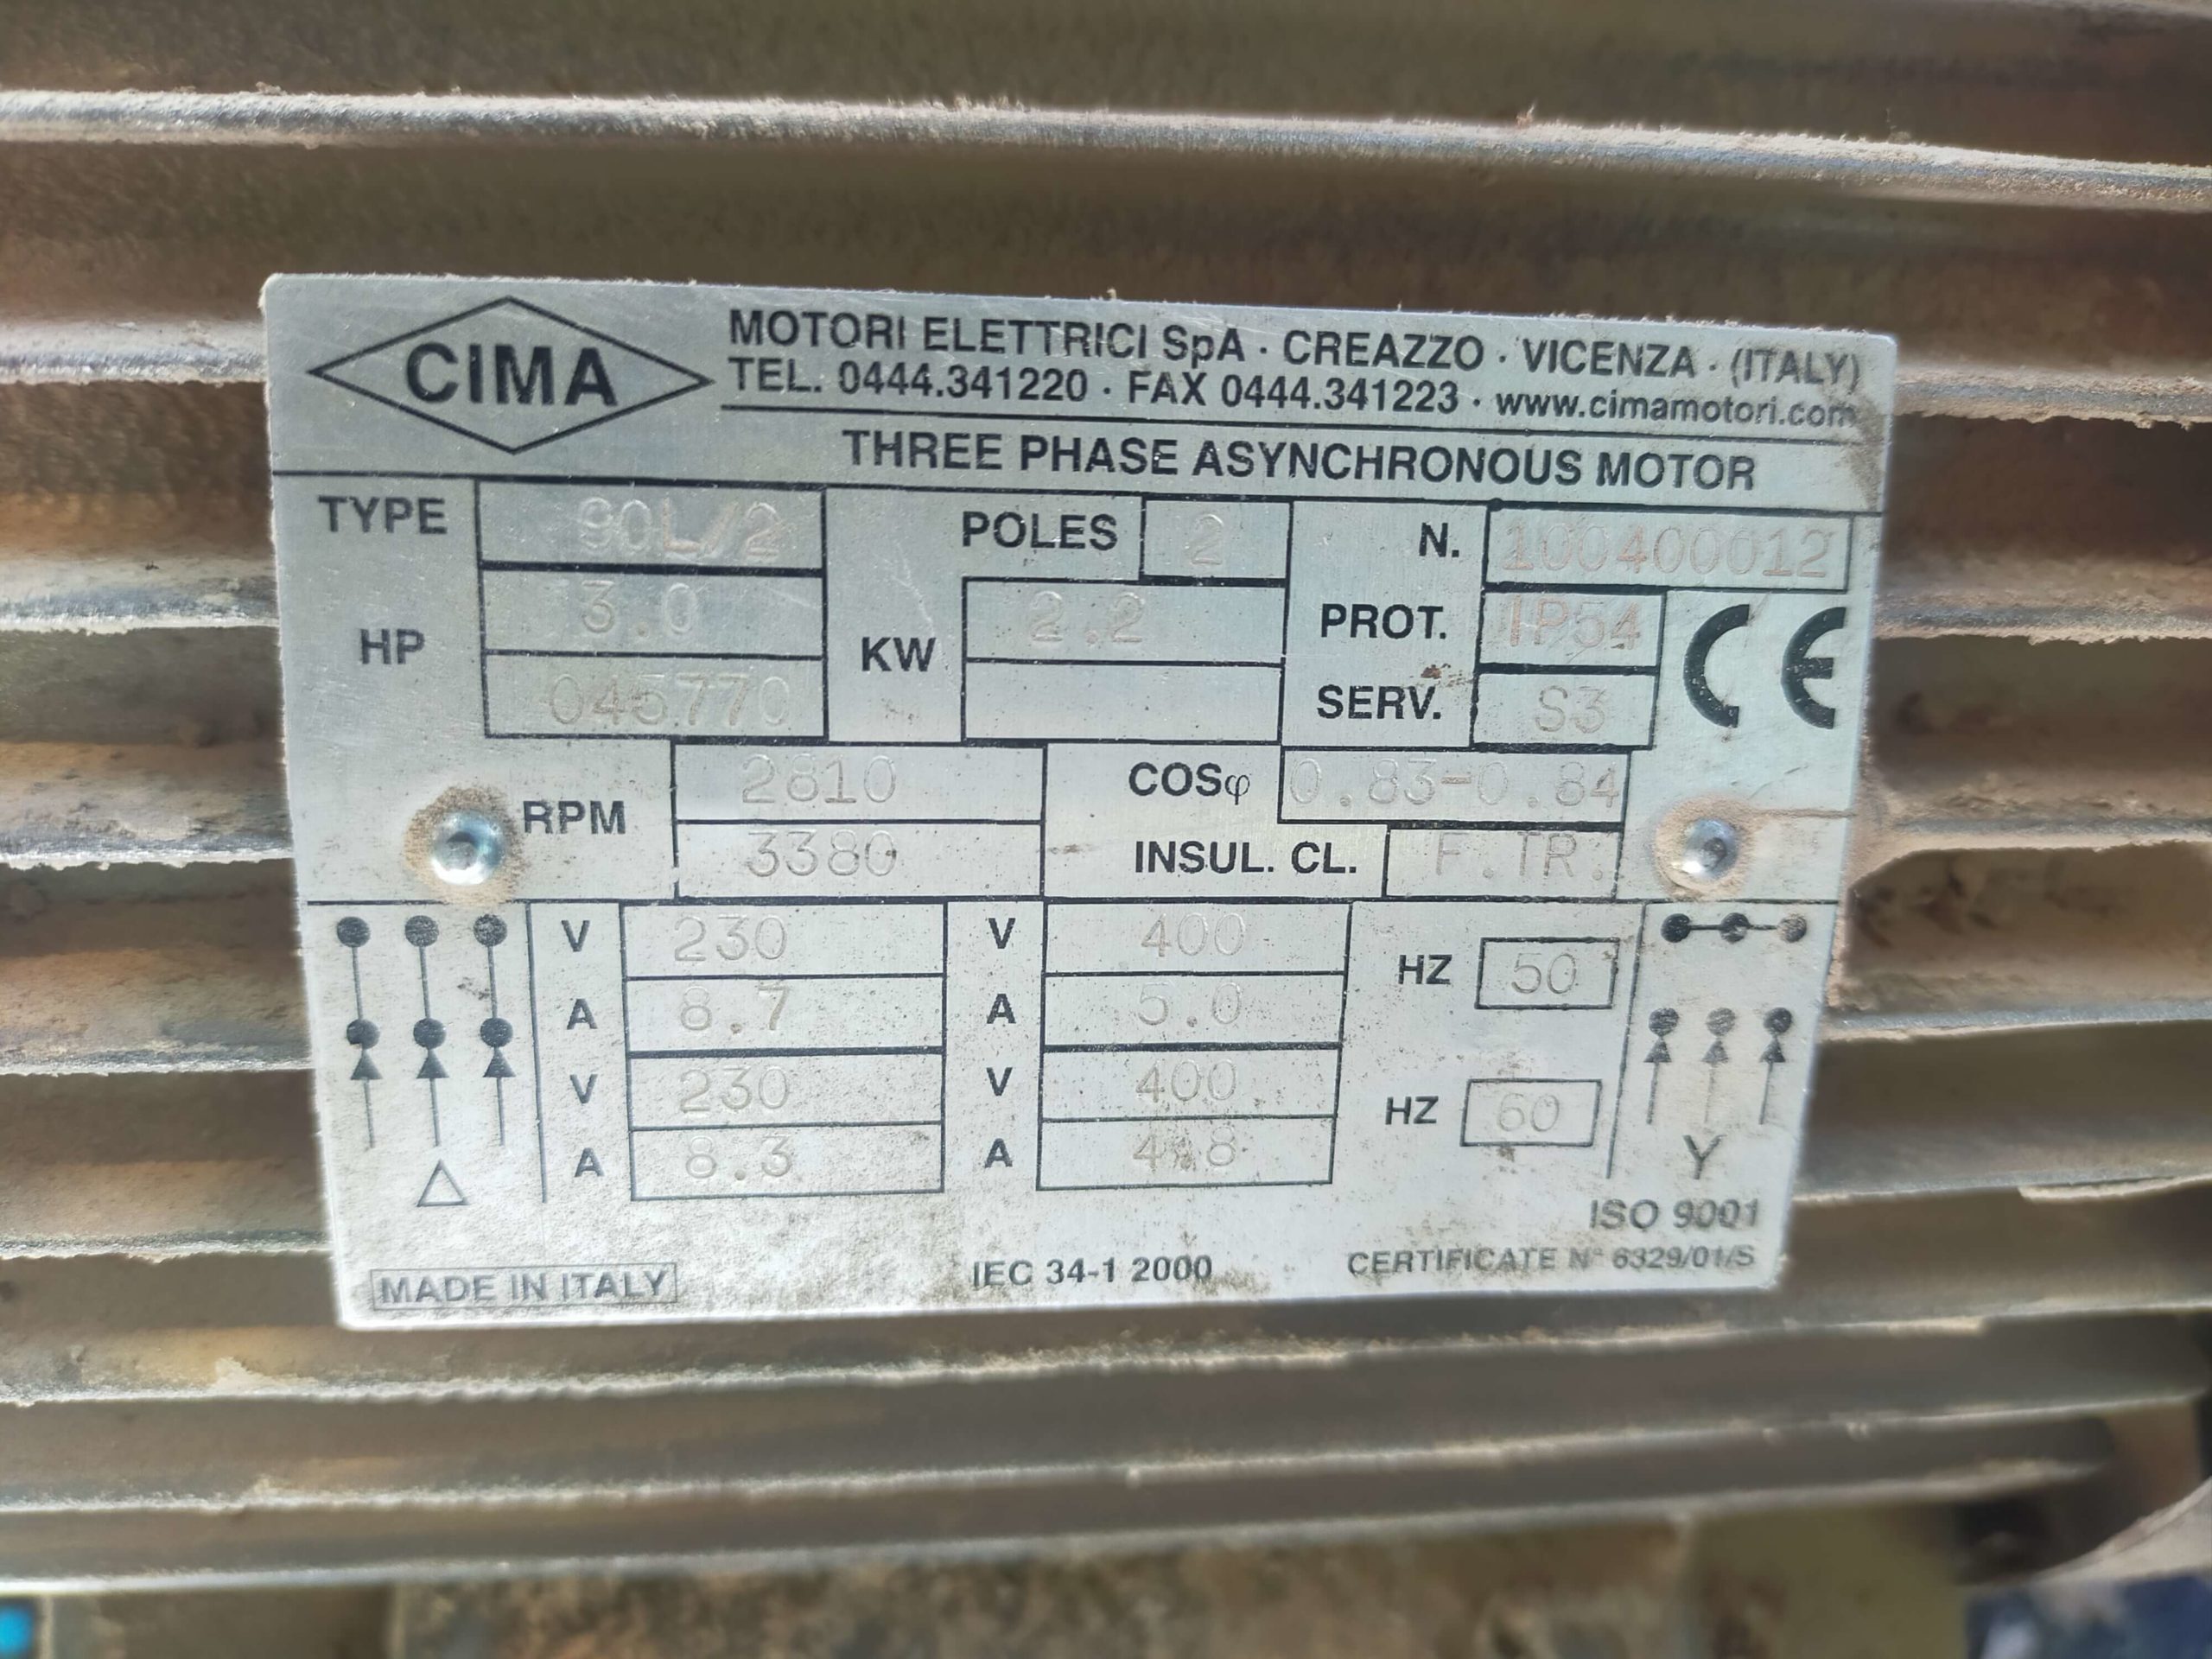 CIMA
MOTORI ELETTRICI SpA · CREAZZO · VICENZA · (ITALY)
TEL. 0444.341220 · FAX 0444.341223 · www.cimamotori.com
THREE PHASE ASYNCHRONOUS MOTOR
TYPE 90L/2 POLES 2 N. 100400012
HP 3.0 KW 2.2 PROT. IP54 CE
045770 SERV. S3
RPM 2810 COSφ 0.83-0.84
3380 INSUL. CL. F.TR.
V 230 V 400 HZ 50
A 8.7 A 5.0
V 230 V 400 HZ 60
A 8.3 A 4.8
Δ Y
ISO 9001
MADE IN ITALY IEC 34-1 2000 CERTIFICATE N° 6329/01/S